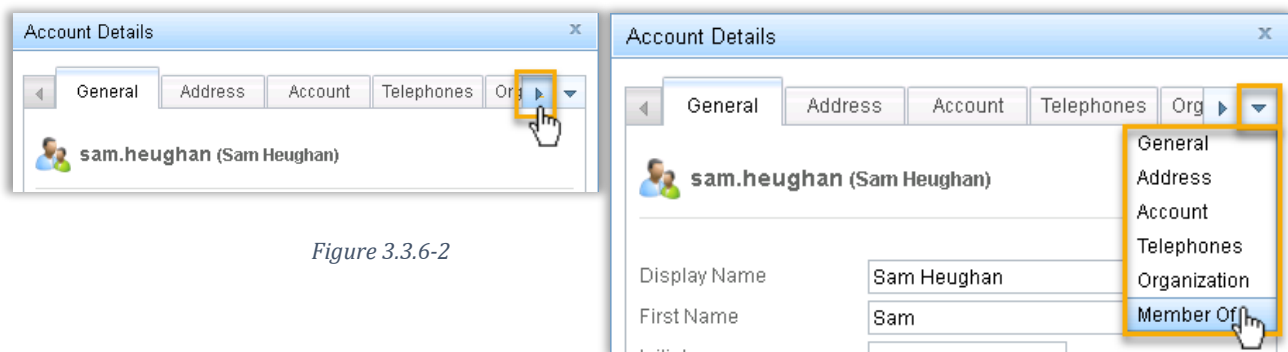 Account Details
x
General Address Account Telephones Org
sam.heughan (Sam Heughan)
Figure 3.3.6-2
Account Details
x
General Address Account Telephones Org
sam.heughan (Sam Heughan)
General
Address
Account
Telephones
Organization
Member Of
Display Name Sam Heughan
First Name Sam